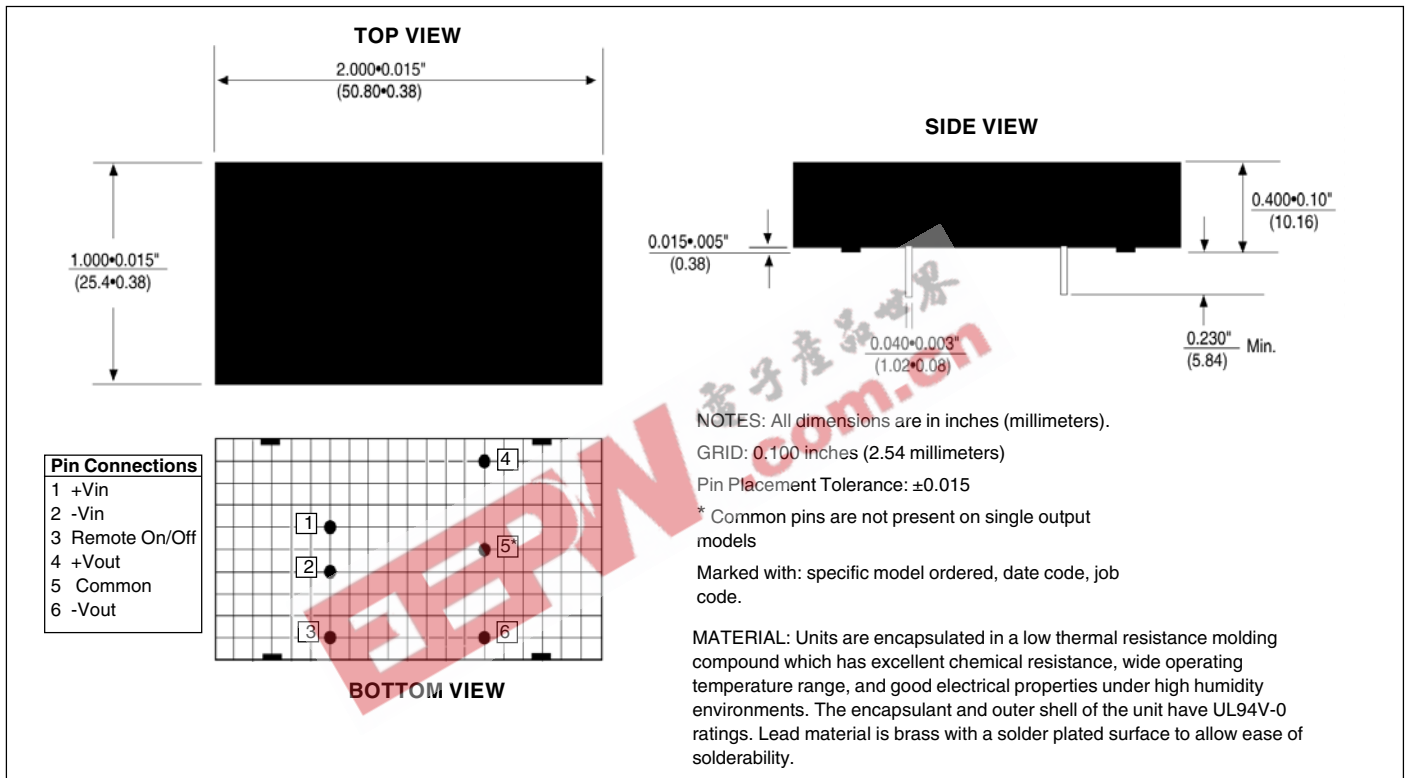 TOP VIEW
2.000•0.015"
(50.80•0.38)
1.000•0.015"
(25.4•0.38)
SIDE VIEW
0.400•0.10"
(10.16)
0.015•.005"
(0.38)
0.040•0.003"
(1.02•0.08)
0.230" Min.
(5.84)
Pin Connections
1 +Vin
2 -Vin
3 Remote On/Off
4 +Vout
5 Common
6 -Vout
4
1
5*
2
3
6
BOTTOM VIEW
NOTES: All dimensions are in inches (millimeters).
GRID: 0.100 inches (2.54 millimeters)
Pin Placement Tolerance: ±0.015
* Common pins are not present on single output
models
Marked with: specific model ordered, date code, job
code.
MATERIAL: Units are encapsulated in a low thermal resistance molding
compound which has excellent chemical resistance, wide operating
temperature range, and good electrical properties under high humidity
environments. The encapsulant and outer shell of the unit have UL94V-0
ratings. Lead material is brass with a solder plated surface to allow ease of
solderability.
EEPW
.com.cn
電子產品世界